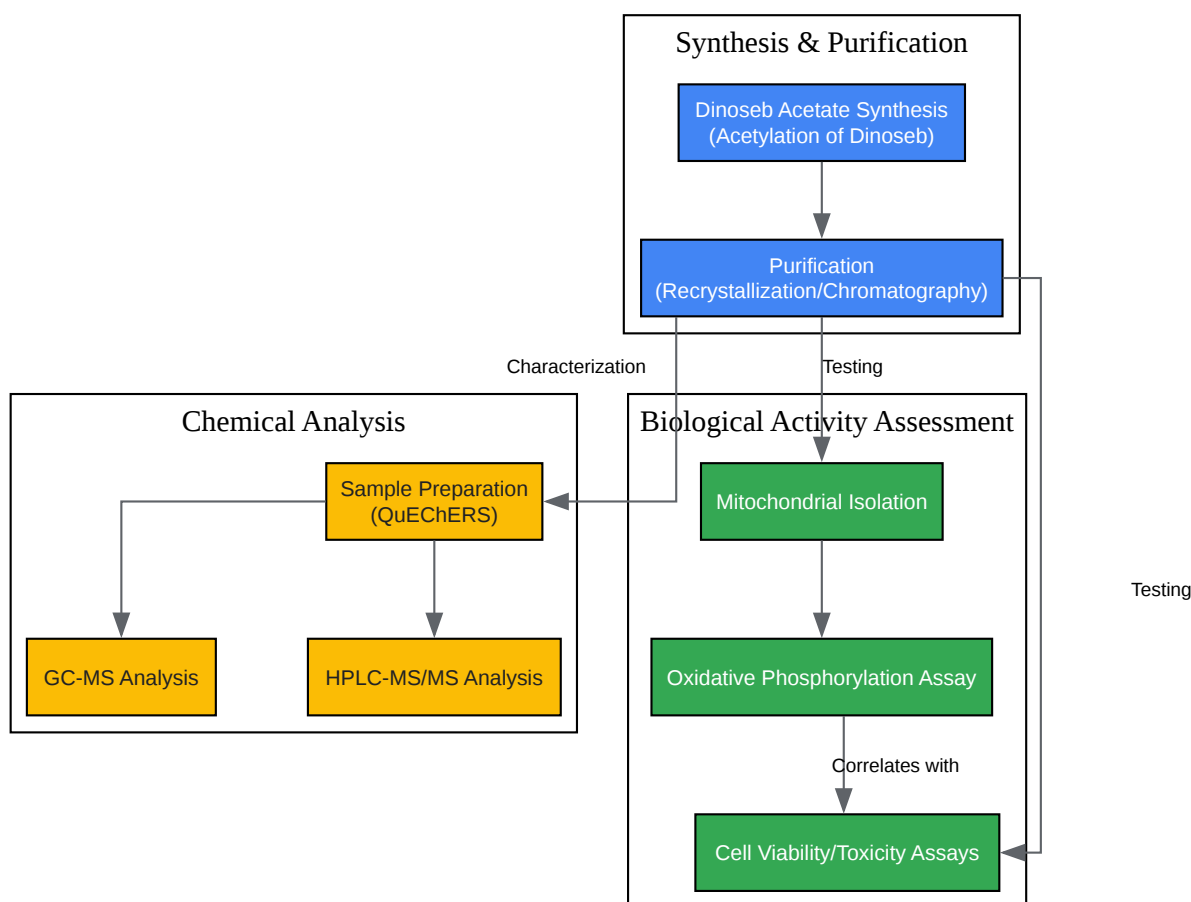 Synthesis & Purification
Dinoseb Acetate Synthesis
(Acetylation of Dinoseb)
Purification
(Recrystallization/Chromatography)
Characterization
Testing
Chemical Analysis
Biological Activity Assessment
Sample Preparation
(QuEChERS)
Mitochondrial Isolation
Testing
GC-MS Analysis
HPLC-MS/MS Analysis
Oxidative Phosphorylation Assay
Correlates with
Cell Viability/Toxicity Assays